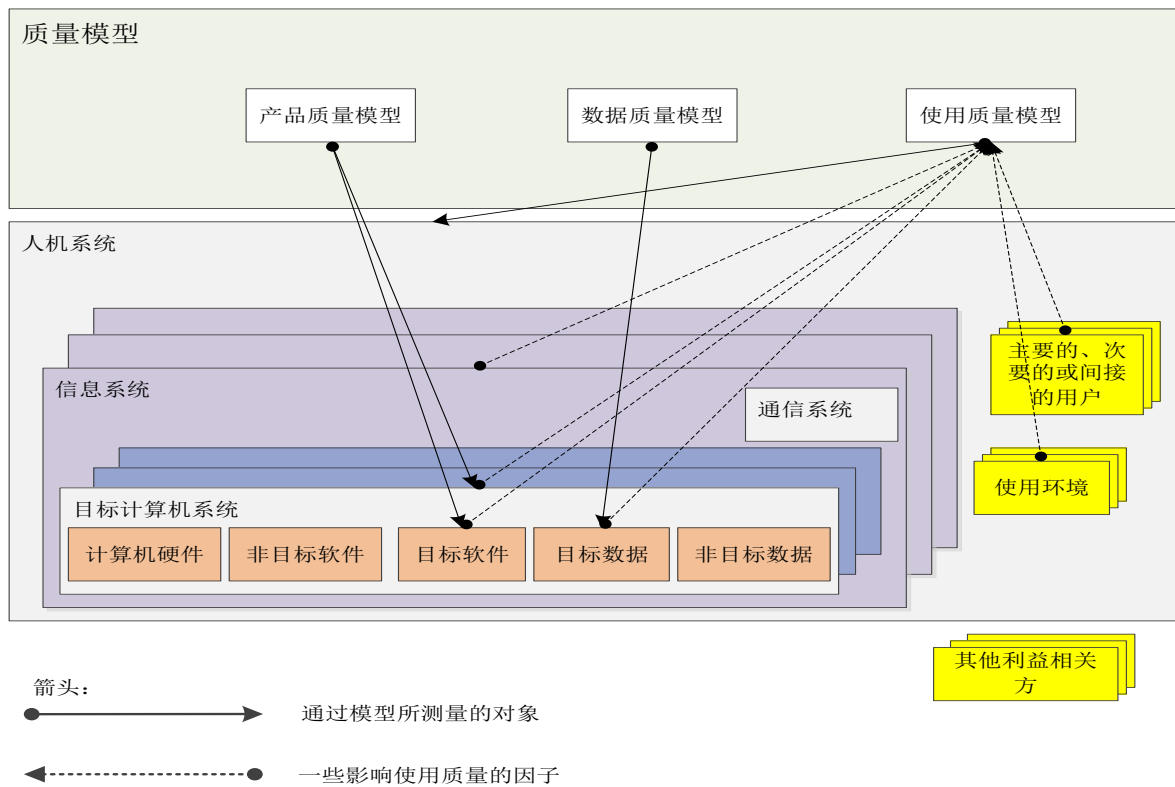 质量模型
产品质量模型
数据质量模型
使用质量模型
人机系统
主要的、次
要的或间接
的用户
信息系统
通信系统
使用环境
目标计算机系统
计算机硬件
非目标软件
目标软件
目标数据
非目标数据
其他利益相关
方
箭头：
通过模型所测量的对象
一些影响使用质量的因子